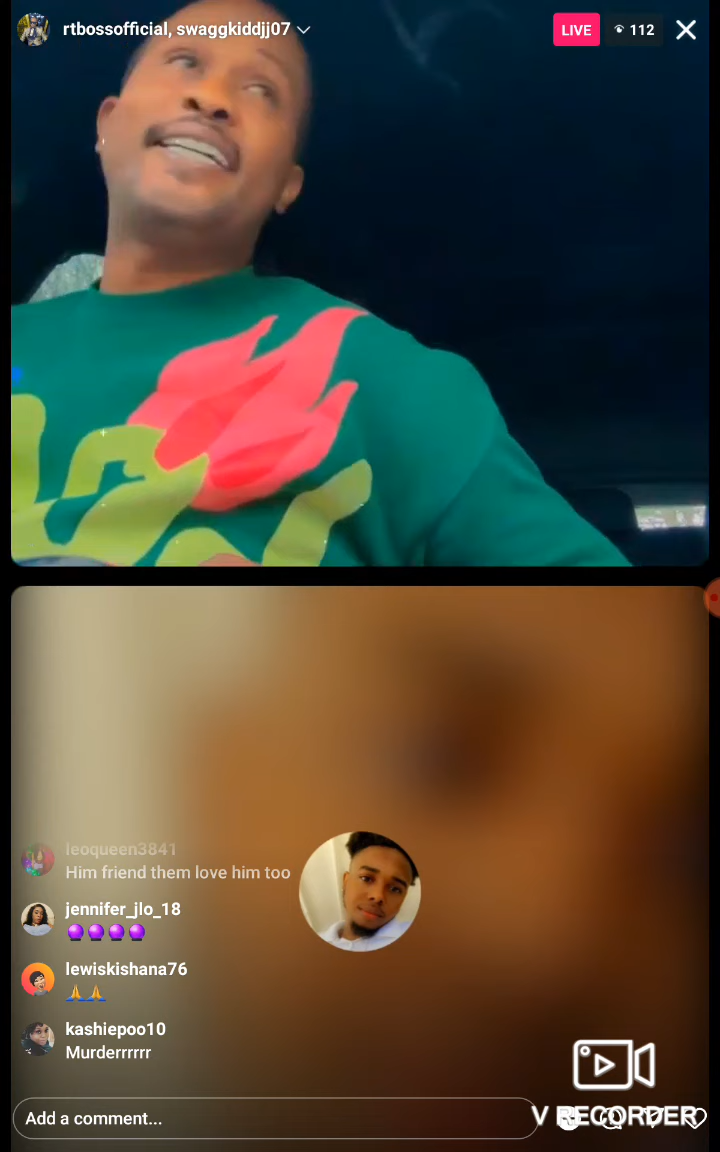 rtbossofficial, swaggkiddjj07
LIVE
112
leoqueen3841
Him friend them love him too
jennifer_jlo_18
lewiskishana76
kashiepoo10
Murderrrrrr
Add a comment...
V RECORDER